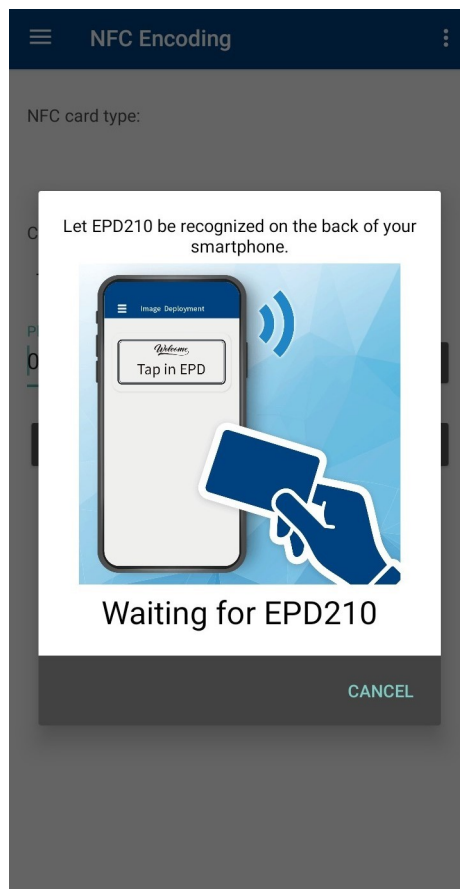 NFC Encoding
NFC card type:
Let EPD210 be recognized on the back of your
smartphone.
Image Deployment
Welcome,
Tap in EPD
Waiting for EPD210
CANCEL